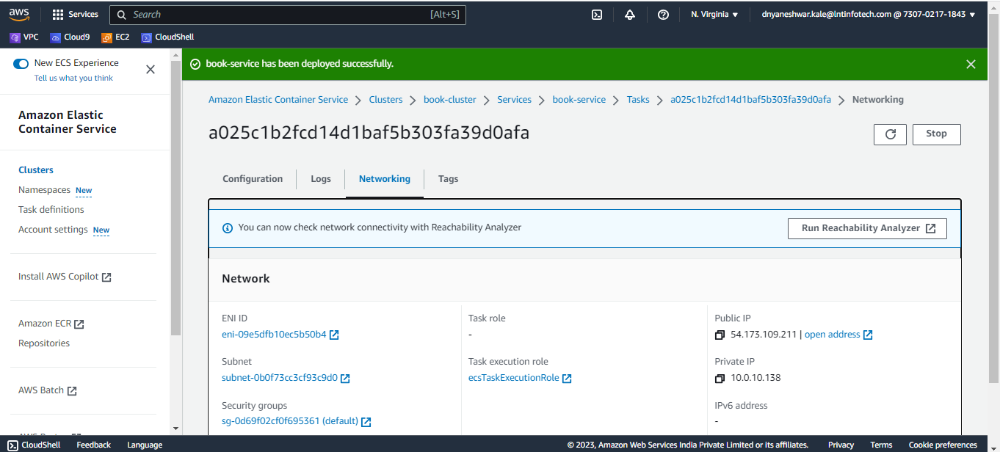 aws
Services
Search
[Alt+S]
N. Virginia
dnyaneshwar.kale@lntinfotech.com @ 7307-0217-1843
VPC
Cloud9
EC2
CloudShell
New ECS Experience
Tell us what you think
Amazon Elastic
Container Service
Clusters
Namespaces New
Task definitions
Account settings New
Install AWS Copilot
Amazon ECR
Repositories
AWS Batch
book-service has been deployed successfully.
Amazon Elastic Container Service
Clusters
book-cluster
Services
book-service
Tasks
a025c1b2fcd14d1baf5b303fa39d0afa
Networking
a025c1b2fcd14d1baf5b303fa39d0afa
Stop
Configuration
Logs
Networking
Tags
You can now check network connectivity with Reachability Analyzer
Run Reachability Analyzer
Network
ENI ID
eni-09e5dfb10ec5b50b4
Subnet
subnet-0b0f73cc3cf93c9d0
Security groups
sg-0d69f02cf0f695361 (default)
Task role
-
Task execution role
ecsTaskExecutionRole
Public IP
54.173.109.211 | open address
Private IP
10.0.10.138
IPv6 address
-
CloudShell
Feedback
Language
© 2023, Amazon Web Services India Private Limited or its affiliates.
Privacy
Terms
Cookie preferences